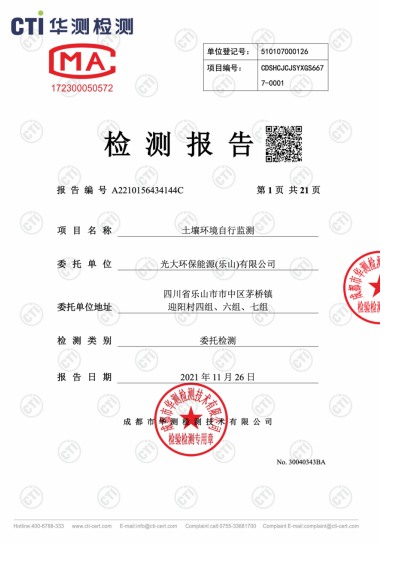 CTI 华测检测
MA
172300050572
单位登记号： 510107000126
项目编号： CDSHCJCJSYXGS667
7-0001
检测报告
报告编号 A2210156434144C
第 1 页 共 21 页
项目名称 土壤环境自行监测
委托单位 光大环保能源(乐山)有限公司
四川省乐山市市中区茅桥镇
委托单位地址 迎阳村四组、六组、七组
检测类别 委托检测
报告日期 2021 年 11 月 26 日
成都市华测检测技术有限公司
检验检测专用章
No. 30040343BA
Hotline:400-6788-333 www.cti-cert.com E-mail:info@cti-cert.com Complaint call:0755-33681700 Complaint E-mail:complaint@cti-cert.com